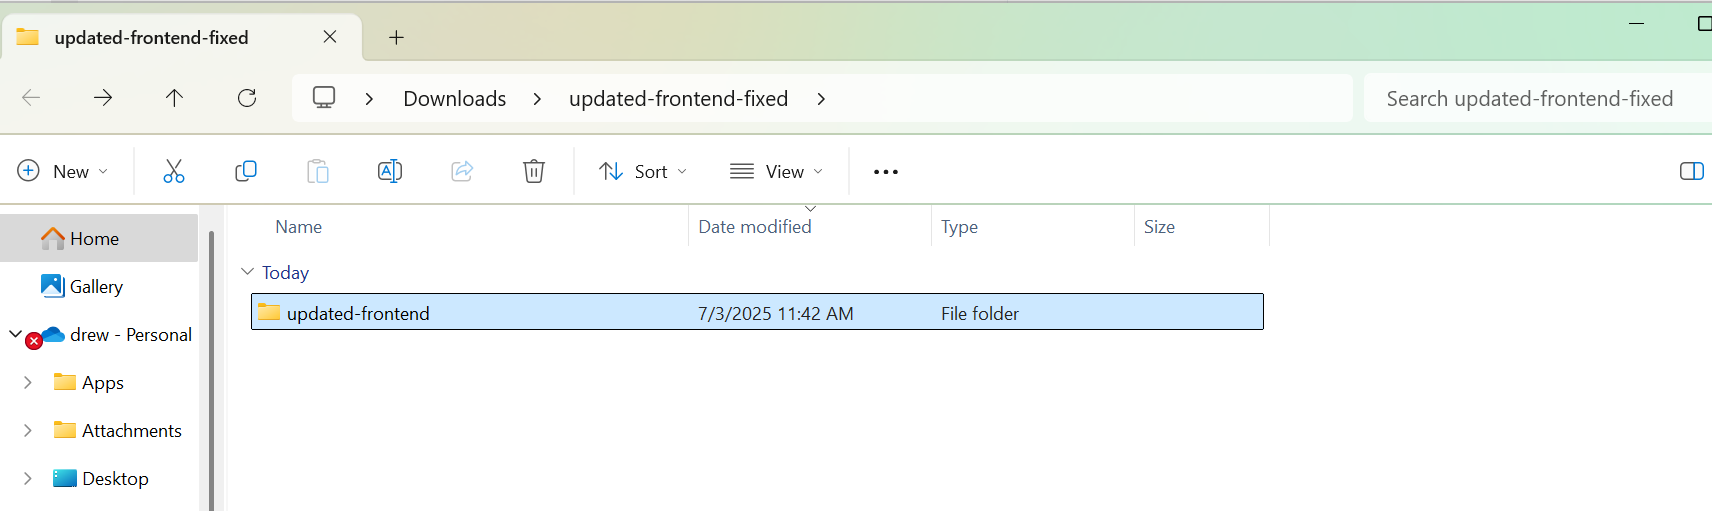 updated-frontend-fixed
Downloads updated-frontend-fixed
Search updated-frontend-fixed
New
Sort
View
Name Date modified Type Size
Home
Gallery
drew - Personal
Apps
Attachments
Desktop
Today
updated-frontend 7/3/2025 11:42 AM File folder